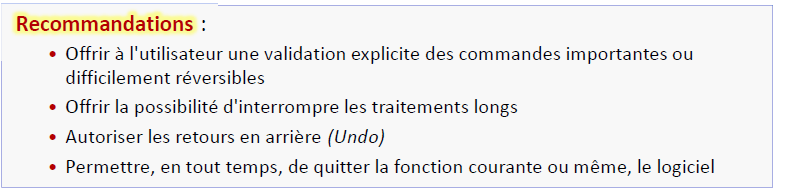 Recommandations :
• Offrir à l'utilisateur une validation explicite des commandes importantes ou
difficilement réversibles
• Offrir la possibilité d'interrompre les traitements longs
• Autoriser les retours en arrière (Undo)
• Permettre, en tout temps, de quitter la fonction courante ou même, le logiciel